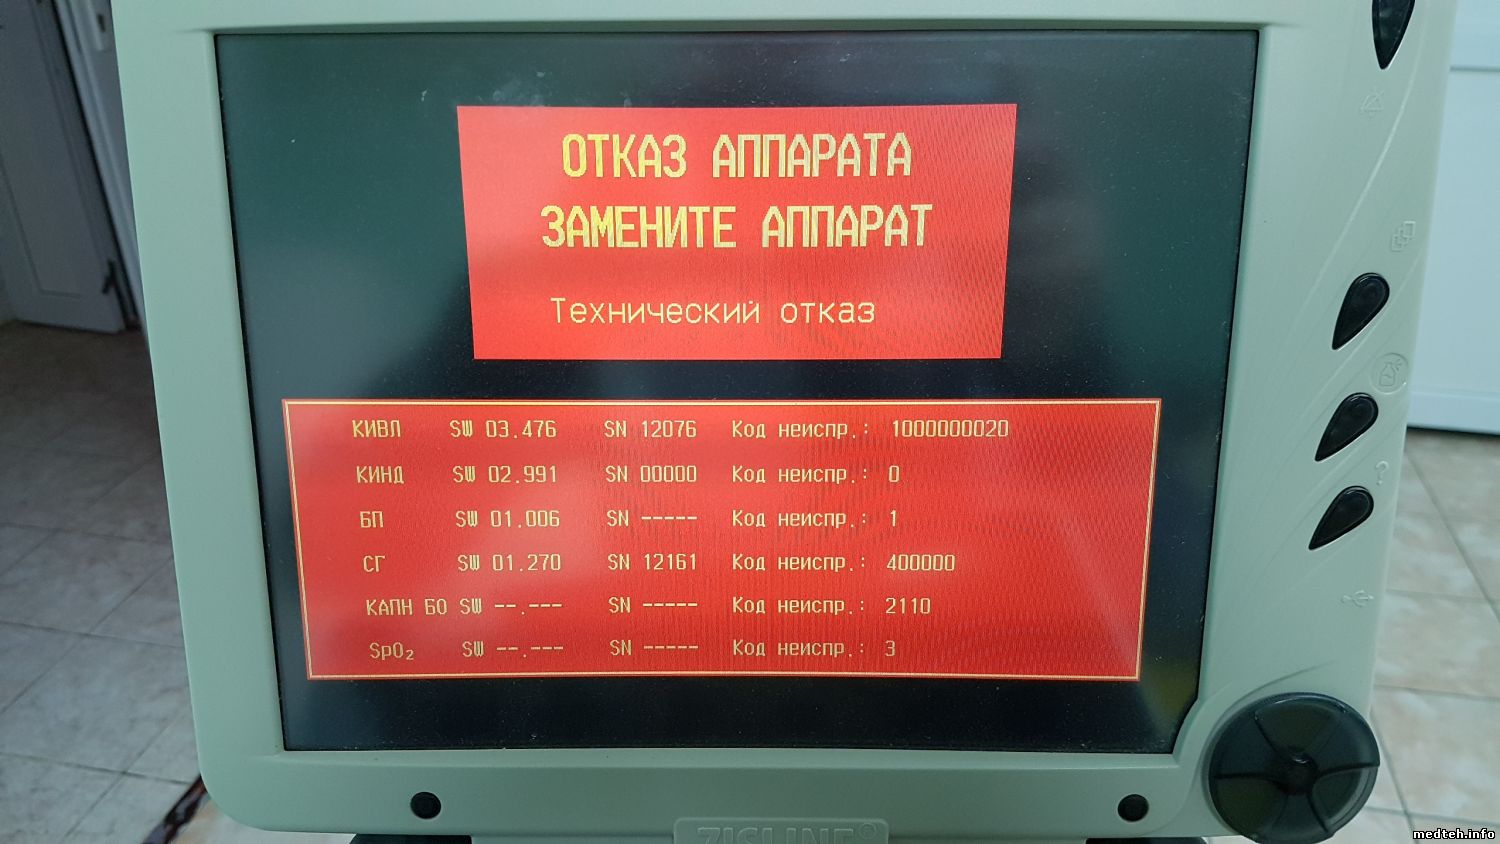 ОТКАЗ АППАРАТА
ЗАМЕНИТЕ АППАРАТ
Технический отказ
КИВЛ SW 03.476 SN 12076 Код неиспр.: 1000000020
КИНД SW 02.991 SN 00000 Код неиспр.: 0
БП SW 01.006 SN ----- Код неиспр.: 1
СГ SW 01.270 SN 12161 Код неиспр.: 400000
КАПН БО SW --.--- SN ----- Код неиспр.: 2110
SpO₂ SW --.--- SN ----- Код неиспр.: 3
ZISLINE®
medteh.info